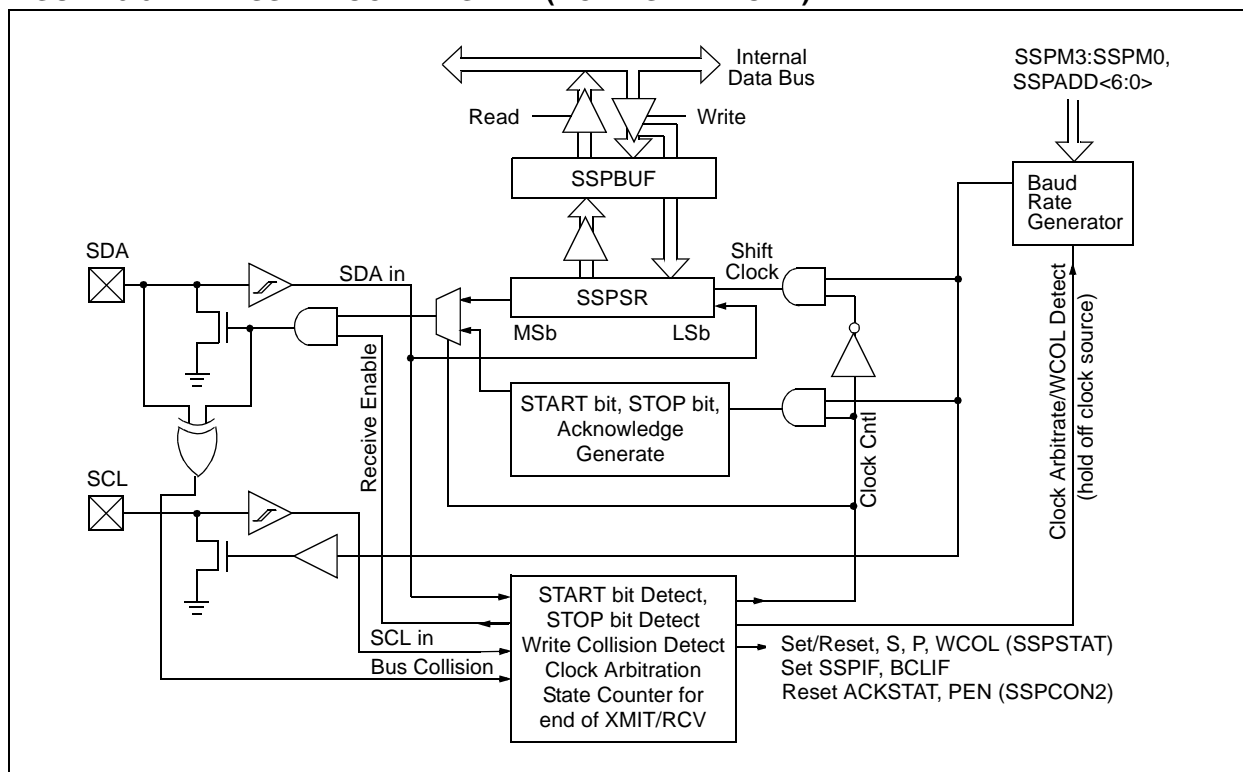 Internal
Data Bus
SSPM3:SSPM0,
SSPADD<6:0>
Read
Write
SSPBUF
Baud
Rate
Generator
SDA
SDA in
Shift
Clock
SSPSR
MSb
LSb
Receive Enable
START bit, STOP bit,
Acknowledge
Generate
Clock Cntl
Clock Arbitrate/WCOL Detect
(hold off clock source)
SCL
SCL in
Bus Collision
START bit Detect,
STOP bit Detect
Write Collision Detect
Clock Arbitration
State Counter for
end of XMIT/RCV
Set/Reset, S, P, WCOL (SSPSTAT)
Set SSPIF, BCLIF
Reset ACKSTAT, PEN (SSPCON2)